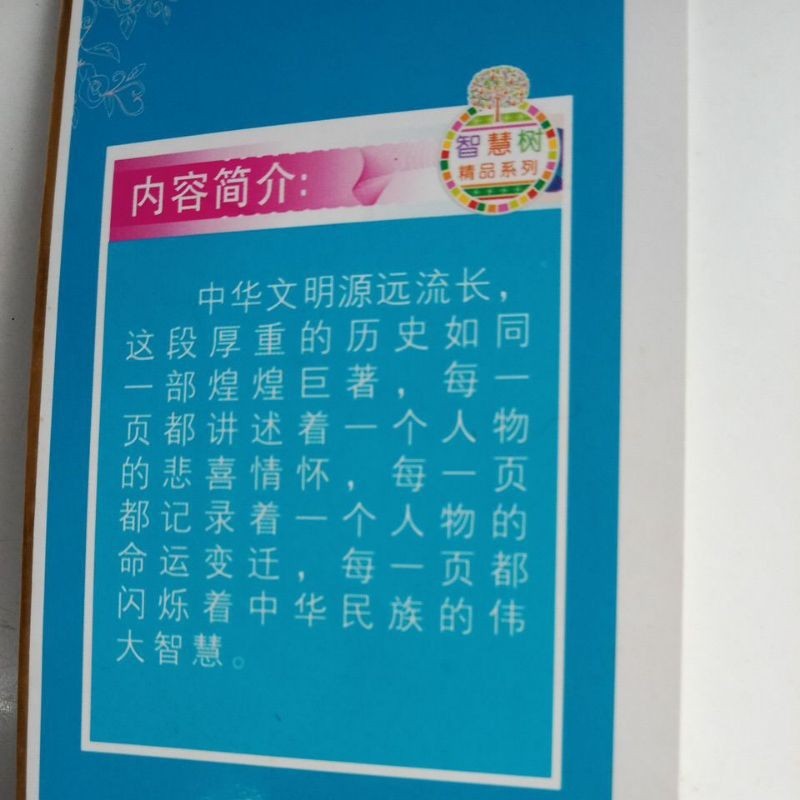 智慧树
精品系列
内容简介:
中华文明源远流长，
这段厚重的历史如同
一部煌煌巨著，每一
页都讲述着一个人物
的悲喜情怀，每一页
都记录着一个人物的
命运变迁，每一页都
闪烁着中华民族的伟
大智慧。